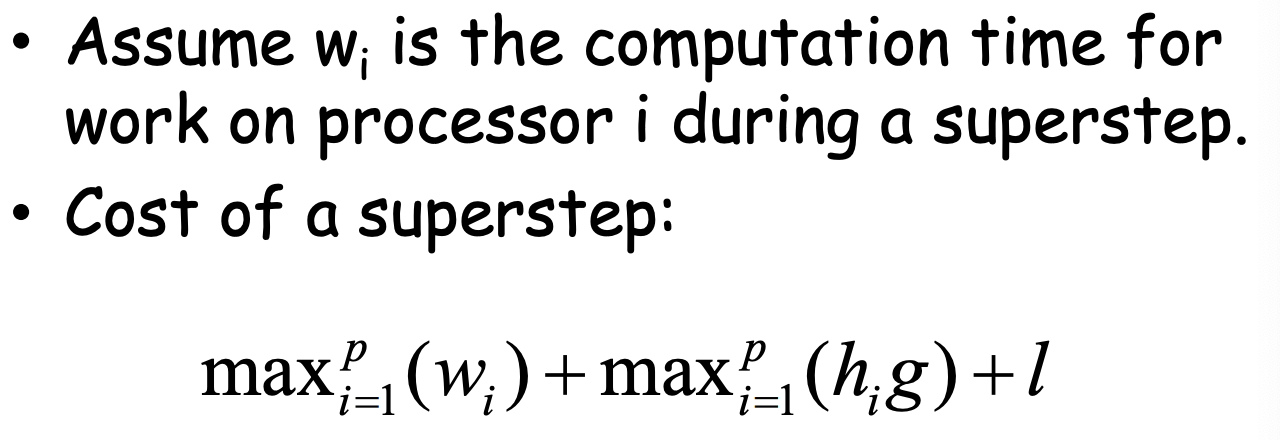 • Assume wᵢ is the computation time for
work on processor i during a superstep.
• Cost of a superstep:
max_{i=1}^{p}(w_i) + max_{i=1}^{p}(h_i g) + l